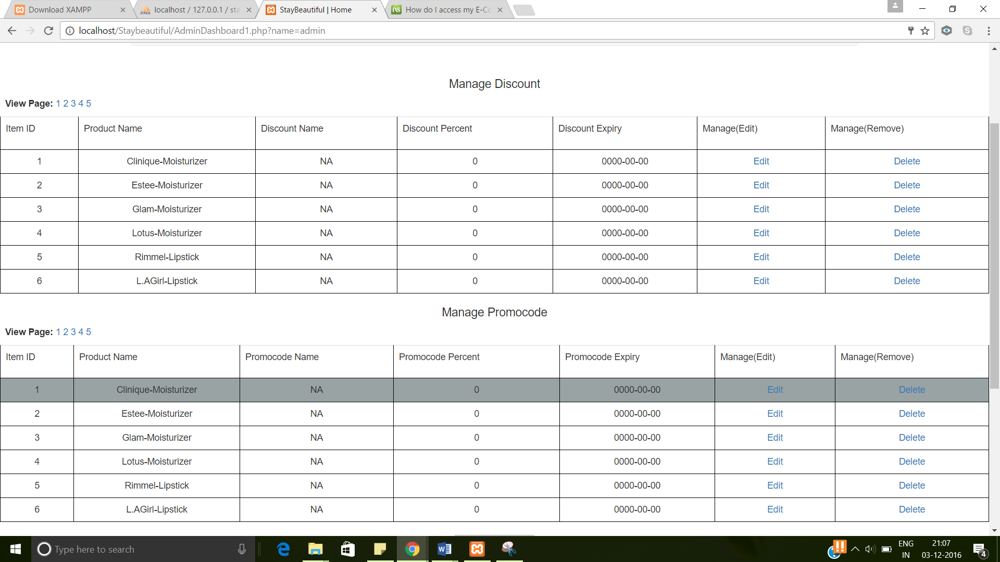 Download XAMPP
localhost / 127.0.0.1 / sta
StayBeautiful | Home
How do I access my E-Co
localhost/Staybeautiful/AdminDashboard1.php?name=admin
Manage Discount
View Page: 1 2 3 4 5
Item ID Product Name Discount Name Discount Percent Discount Expiry Manage(Edit) Manage(Remove)
1 Clinique-Moisturizer NA 0 0000-00-00 Edit Delete
2 Estee-Moisturizer NA 0 0000-00-00 Edit Delete
3 Glam-Moisturizer NA 0 0000-00-00 Edit Delete
4 Lotus-Moisturizer NA 0 0000-00-00 Edit Delete
5 Rimmel-Lipstick NA 0 0000-00-00 Edit Delete
6 L.AGirl-Lipstick NA 0 0000-00-00 Edit Delete
Manage Promocode
View Page: 1 2 3 4 5
Item ID Product Name Promocode Name Promocode Percent Promocode Expiry Manage(Edit) Manage(Remove)
1 Clinique-Moisturizer NA 0 0000-00-00 Edit Delete
2 Estee-Moisturizer NA 0 0000-00-00 Edit Delete
3 Glam-Moisturizer NA 0 0000-00-00 Edit Delete
4 Lotus-Moisturizer NA 0 0000-00-00 Edit Delete
5 Rimmel-Lipstick NA 0 0000-00-00 Edit Delete
6 L.AGirl-Lipstick NA 0 0000-00-00 Edit Delete
Type here to search
ENG
IN
21:07
03-12-2016
4